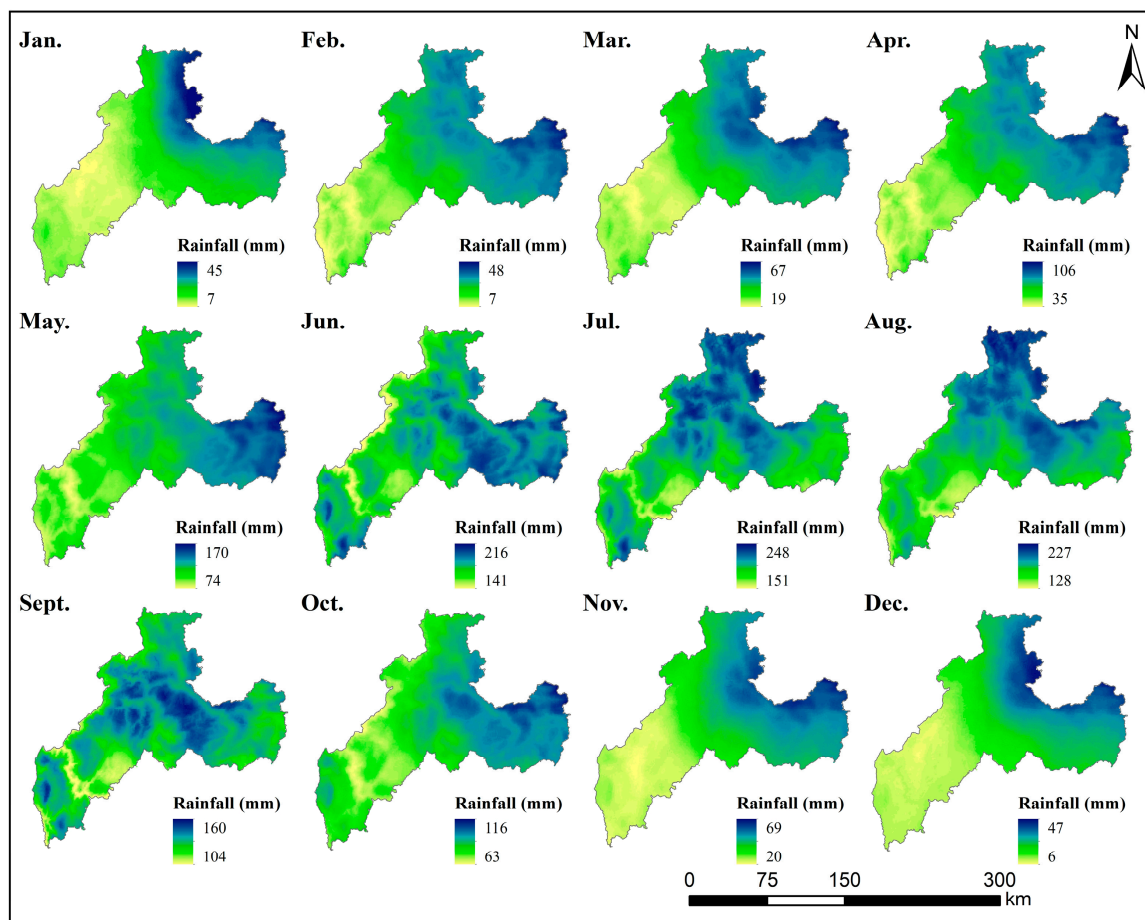 Jan.
Feb.
Mar.
Apr.
N
Rainfall (mm)
45
7
Rainfall (mm)
48
7
Rainfall (mm)
67
19
Rainfall (mm)
106
35
May.
Jun.
Jul.
Aug.
Rainfall (mm)
170
74
Rainfall (mm)
216
141
Rainfall (mm)
248
151
Rainfall (mm)
227
128
Sept.
Oct.
Nov.
Dec.
Rainfall (mm)
160
104
Rainfall (mm)
116
63
Rainfall (mm)
69
20
Rainfall (mm)
47
6
0 75 150 300
km